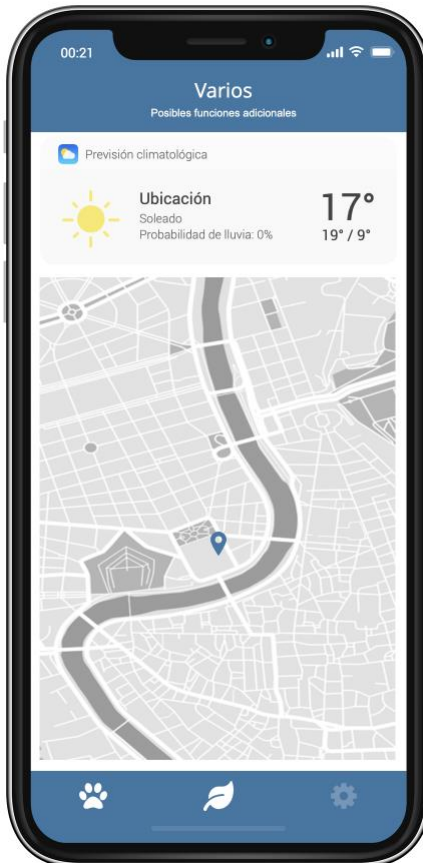 00:21
Varios
Posibles funciones adicionales
Previsión climatológica
Ubicación
Soleado
Probabilidad de lluvia: 0%
17°
19° / 9°